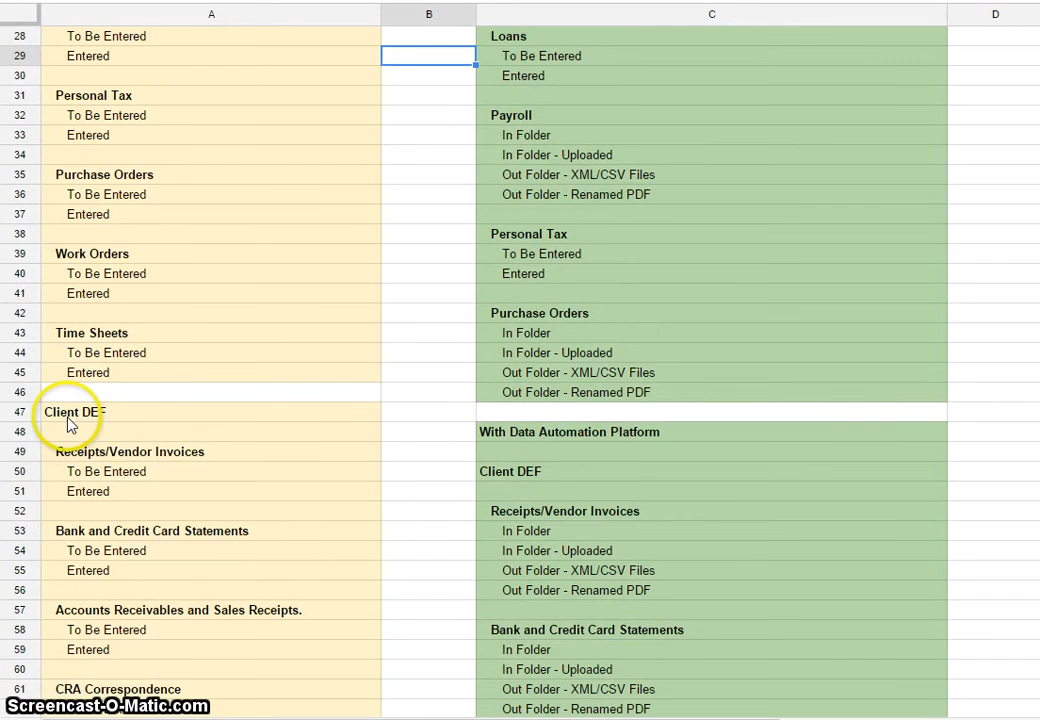 A B C D
28 To Be Entered Loans
29 Entered To Be Entered
30 Entered
31 Personal Tax
32 To Be Entered Payroll
33 Entered In Folder
34 In Folder - Uploaded
35 Purchase Orders Out Folder - XML/CSV Files
36 To Be Entered Out Folder - Renamed PDF
37 Entered
38 Personal Tax
39 Work Orders To Be Entered
40 To Be Entered Entered
41 Entered
42 Purchase Orders
43 Time Sheets In Folder
44 To Be Entered In Folder - Uploaded
45 Entered Out Folder - XML/CSV Files
46 Out Folder - Renamed PDF
47 Client DEF
48 With Data Automation Platform
49 Receipts/Vendor Invoices
50 To Be Entered Client DEF
51 Entered
52 Receipts/Vendor Invoices
53 Bank and Credit Card Statements In Folder
54 To Be Entered In Folder - Uploaded
55 Entered Out Folder - XML/CSV Files
56 Out Folder - Renamed PDF
57 Accounts Receivables and Sales Receipts.
58 To Be Entered Bank and Credit Card Statements
59 Entered In Folder
60 In Folder - Uploaded
61 CRA Correspondence Out Folder - XML/CSV Files
Screencast-O-Matic.com Out Folder - Renamed PDF